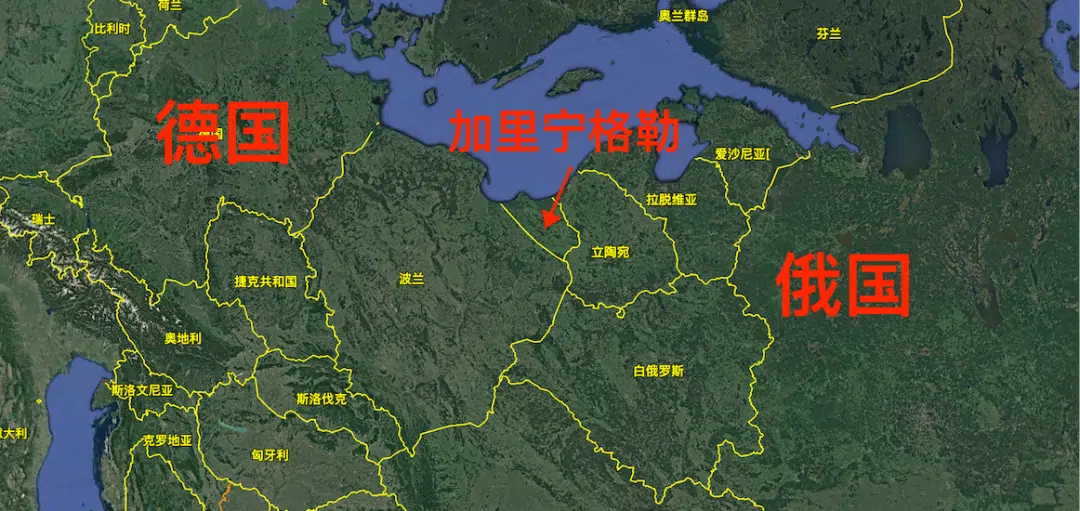 荷兰
奥兰群岛
比利时
芬兰
德国
国
加里宁格勒
爱沙尼亚[
拉脱维亚
瑞士
立陶宛
俄国
捷克共和国
波兰
奥地利
白俄罗斯
斯洛文尼亚
斯洛伐克
大利
克罗地亚
匈牙利